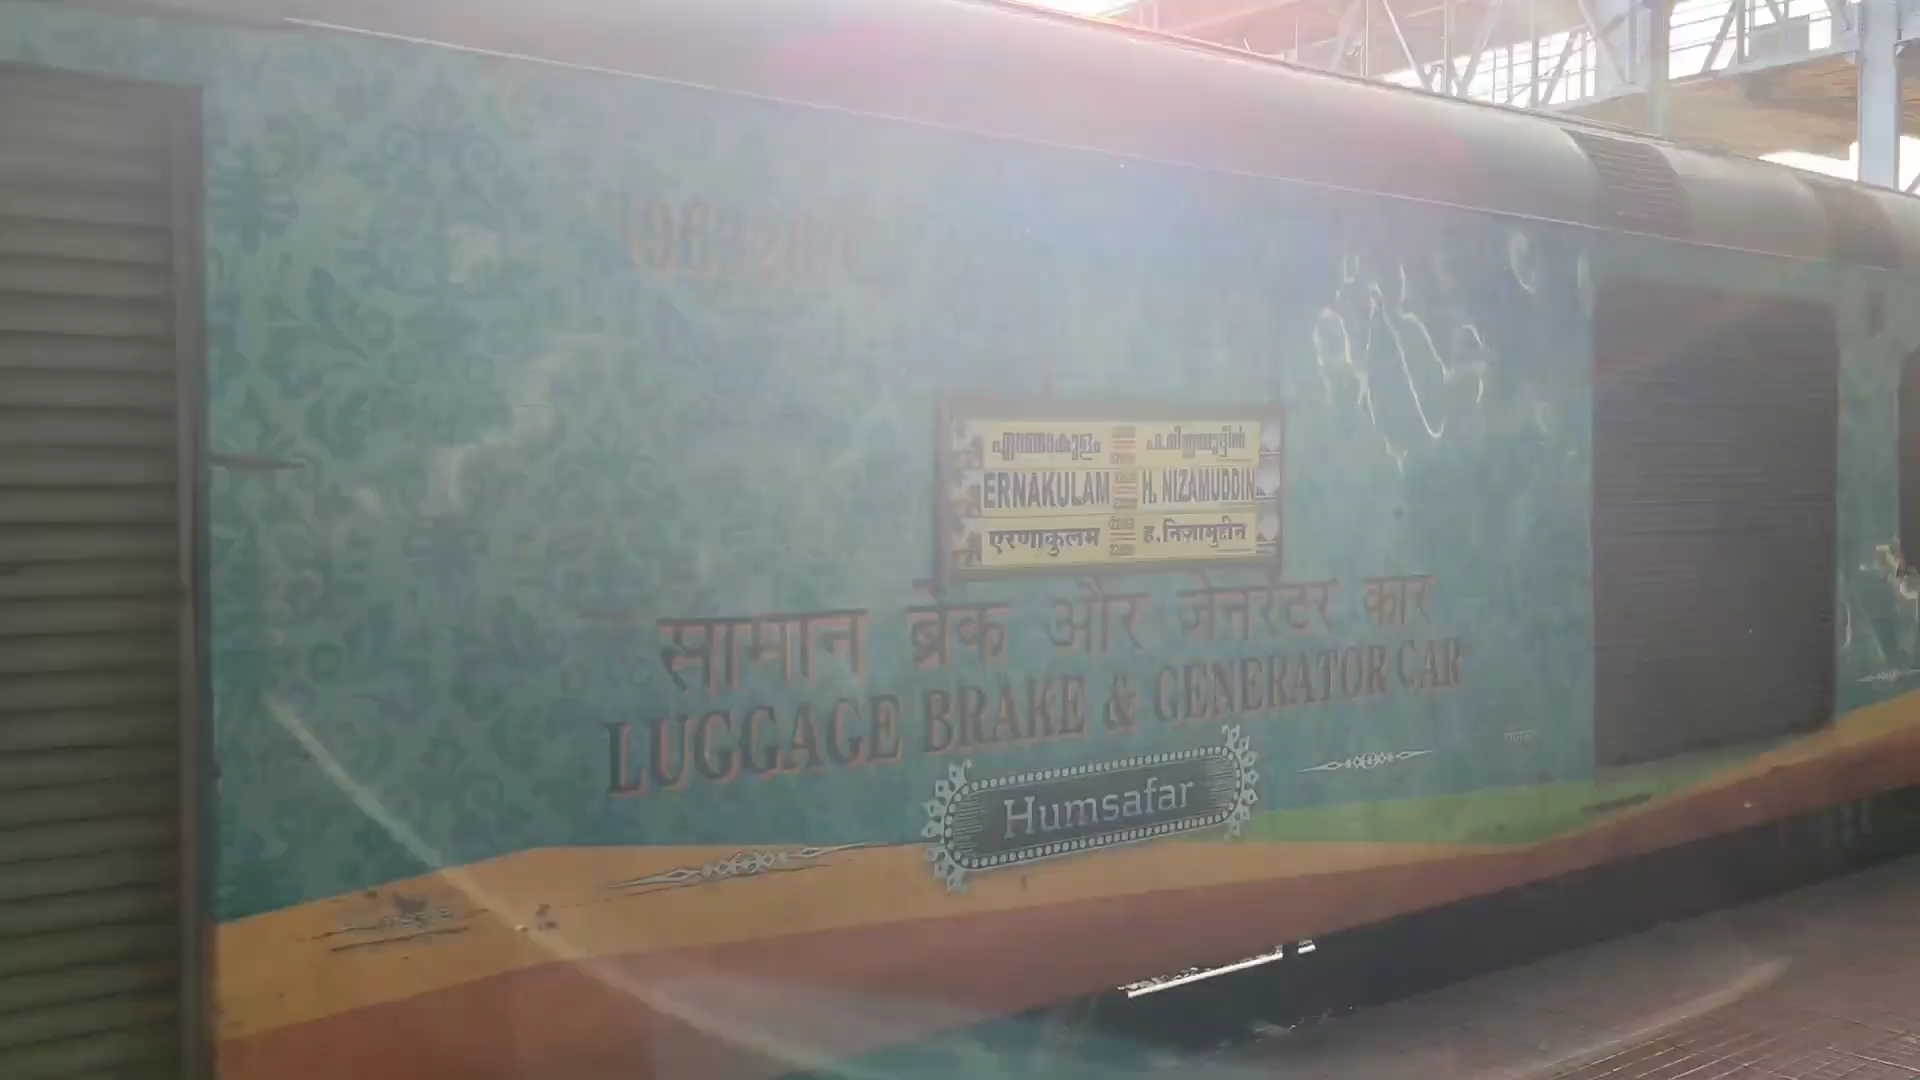 എറണാകുളം
ERNAKULAM H. NIZAMUDDIN
एरणाकुलम ह.निज़ामुद्दीन
सामान ब्रेक और जेनरेटर कार
LUGGAGE BRAKE & GENERATOR CAR
Humsafar